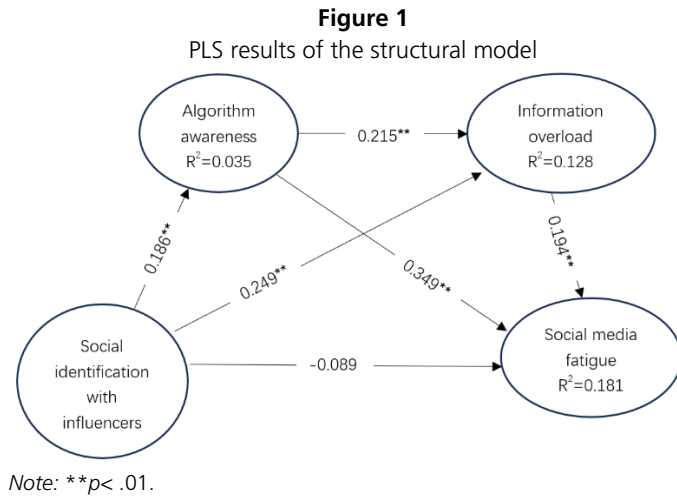 Figure 1
PLS results of the structural model
Algorithm
awareness
R²=0.035
Information
overload
R²=0.128
0.215**
0.186**
0.249**
0.349**
0.194**
Social
identification
with
influencers
-0.089
Social media
fatigue
R²=0.181
Note: **p< .01.